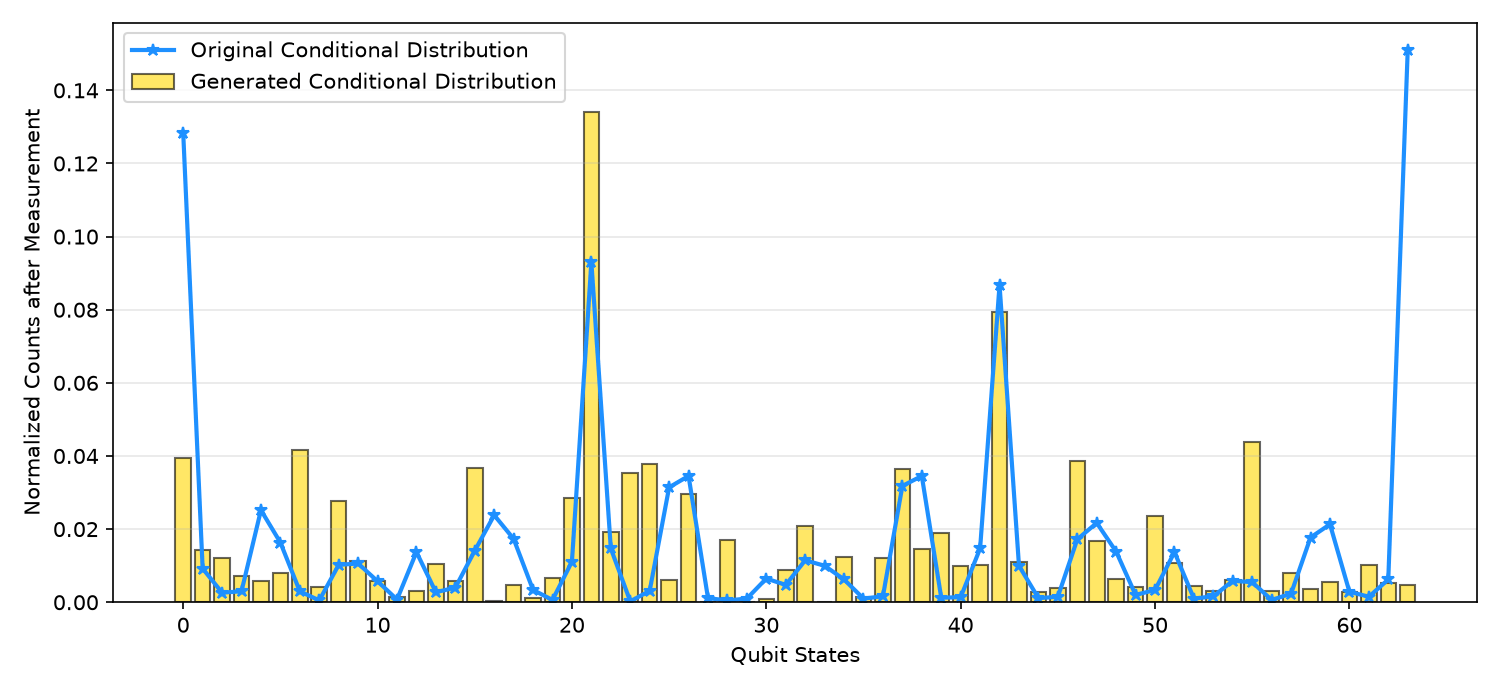 Original Conditional Distribution
Generated Conditional Distribution
Normalized Counts after Measurement
0.14
0.12
0.10
0.08
0.06
0.04
0.02
0.00
0 10 20 30 40 50 60
Qubit States